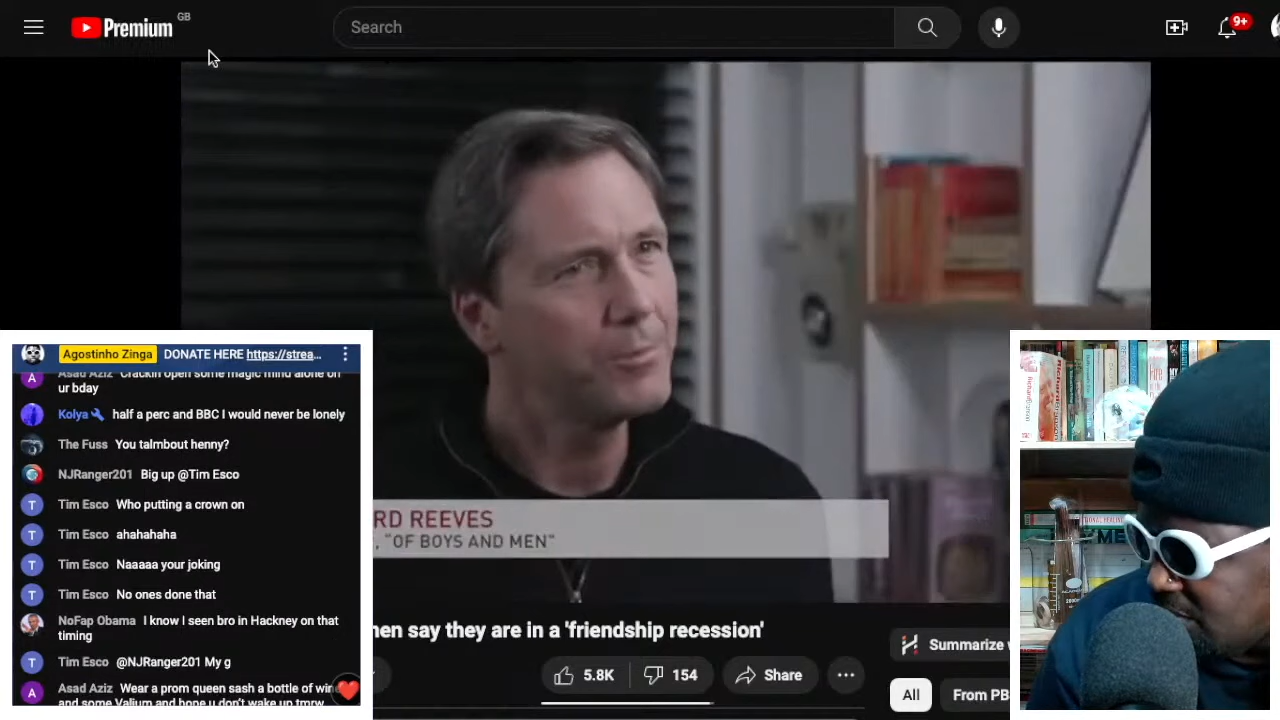 Premium GB
Search
9+
RD REEVES
, "OF BOYS AND MEN"
Agostinho Zinga DONATE HERE https://strea...
Asad Aziz Crackin open some magic mind alone on
ur bday
Kolya half a perc and BBC I would never be lonely
The Fuss You talmbout henny?
NJRanger201 Big up @Tim Esco
Tim Esco Who putting a crown on
Tim Esco ahahahaha
Tim Esco Naaaaa your joking
Tim Esco No ones done that
NoFap Obama I know I seen bro in Hackney on that
timing
Tim Esco @NJRanger201 My g
Asad Aziz Wear a prom queen sash a bottle of win
and some Valium and hope u don't wake up tmrw
men say they are in a 'friendship recession'
5.8K
154
Share
Summarize
All
From PB